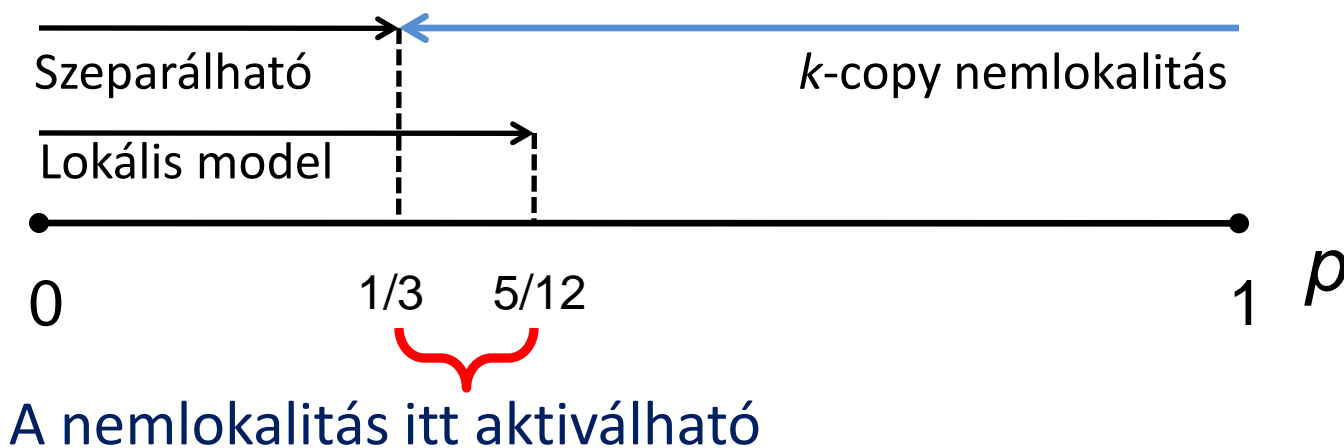 Szeparálható
k-copy nemlokalitás
Lokális model
0
1/3
5/12
1
p
A nemlokalitás itt aktiválható